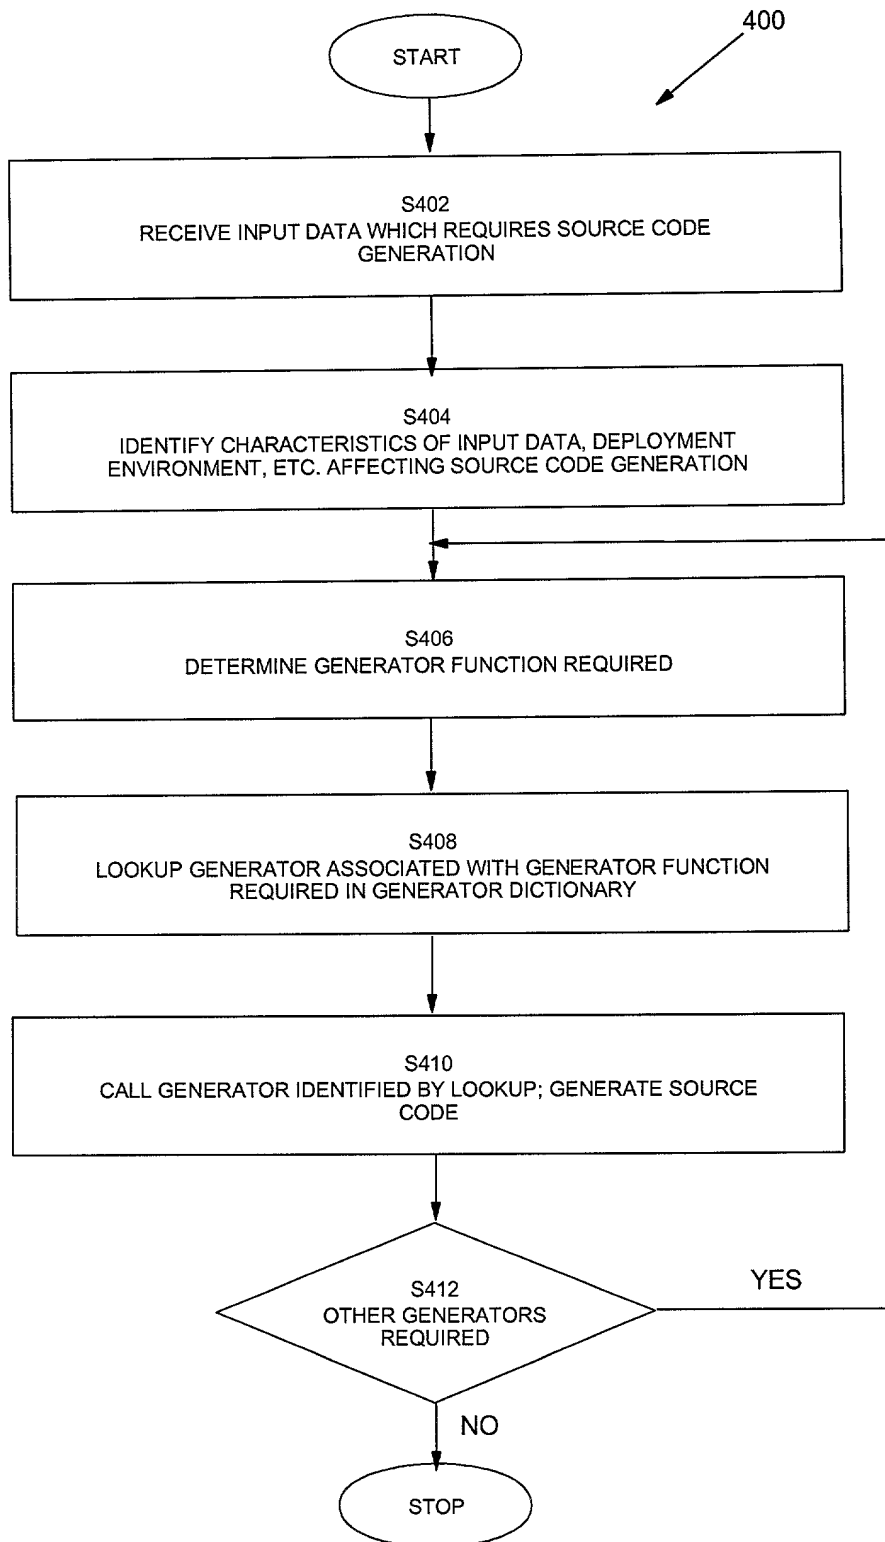 400
START
S402
RECEIVE INPUT DATA WHICH REQUIRES SOURCE CODE
GENERATION
S404
IDENTIFY CHARACTERISTICS OF INPUT DATA, DEPLOYMENT
ENVIRONMENT, ETC. AFFECTING SOURCE CODE GENERATION
S406
DETERMINE GENERATOR FUNCTION REQUIRED
S408
LOOKUP GENERATOR ASSOCIATED WITH GENERATOR FUNCTION
REQUIRED IN GENERATOR DICTIONARY
S410
CALL GENERATOR IDENTIFIED BY LOOKUP; GENERATE SOURCE
CODE
S412
OTHER GENERATORS
REQUIRED
YES
NO
STOP